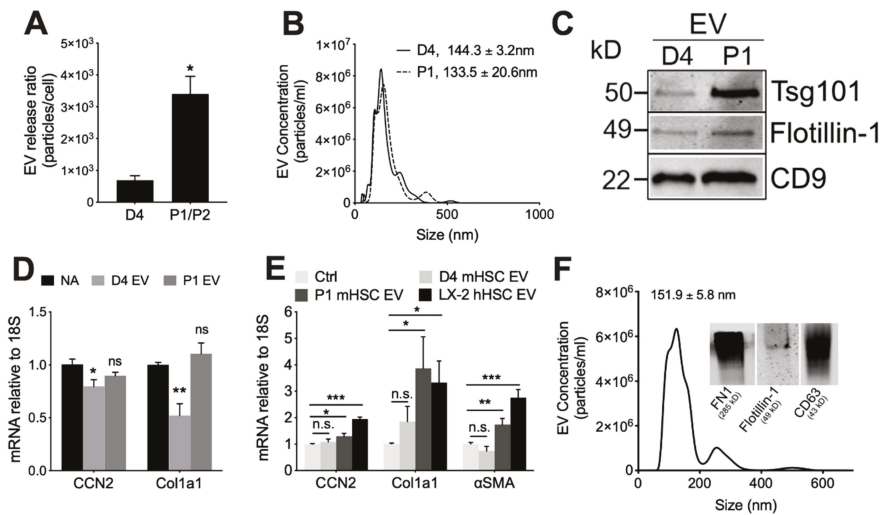 A
EV release ratio
(particles/cell)
5×10³
4×10³
3×10³
2×10³
1×10³
0
*
D4
P1/P2
B
EV Concentration
(particles/ml)
1×10⁷
8×10⁶
6×10⁶
4×10⁶
2×10⁶
0
D4, 144.3 ± 3.2nm
P1, 133.5 ± 20.6nm
0
500
1000
Size (nm)
C
EV
kD
D4
P1
50
Tsg101
49
Flotillin-1
22
CD9
D
NA
D4 EV
P1 EV
mRNA relative to 18S
1.5
1.0
0.5
0.0
*
ns
**
ns
CCN2
Col1a1
E
Ctrl
D4 mHSC EV
P1 mHSC EV
LX-2 hHSC EV
mRNA relative to 18S
6
5
4
3
2
1
0
***
*
n.s.
*
*
n.s.
***
**
n.s.
CCN2
Col1a1
αSMA
F
EV Concentration
(particles/ml)
8×10⁶
6×10⁶
4×10⁶
2×10⁶
0
151.9 ± 5.8 nm
FN1
(285 kD)
Flotillin-1
(49 kD)
CD63
(43 kD)
0
200
400
600
Size (nm)